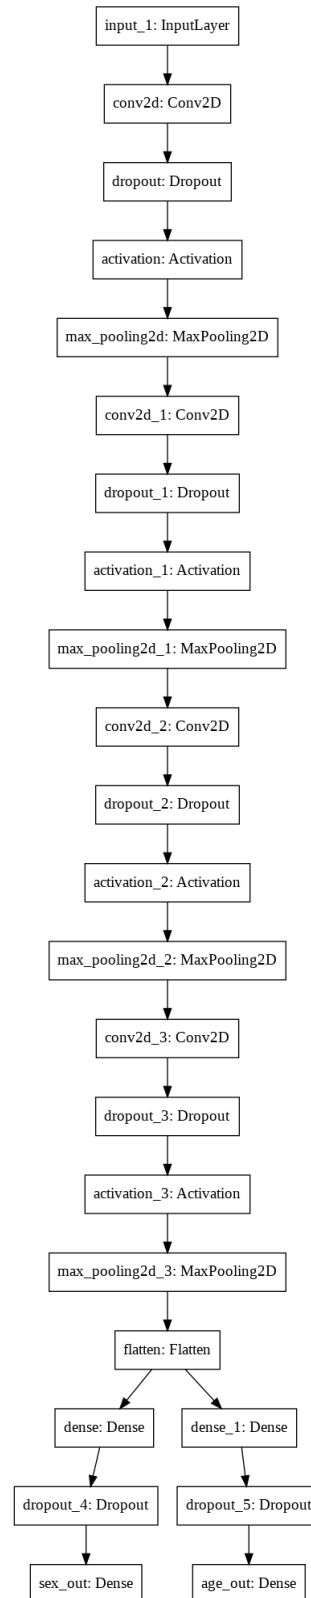 input_1: InputLayer
conv2d: Conv2D
dropout: Dropout
activation: Activation
max_pooling2d: MaxPooling2D
conv2d_1: Conv2D
dropout_1: Dropout
activation_1: Activation
max_pooling2d_1: MaxPooling2D
conv2d_2: Conv2D
dropout_2: Dropout
activation_2: Activation
max_pooling2d_2: MaxPooling2D
conv2d_3: Conv2D
dropout_3: Dropout
activation_3: Activation
max_pooling2d_3: MaxPooling2D
flatten: Flatten
dense: Dense
dense_1: Dense
dropout_4: Dropout
dropout_5: Dropout
sex_out: Dense
age_out: Dense